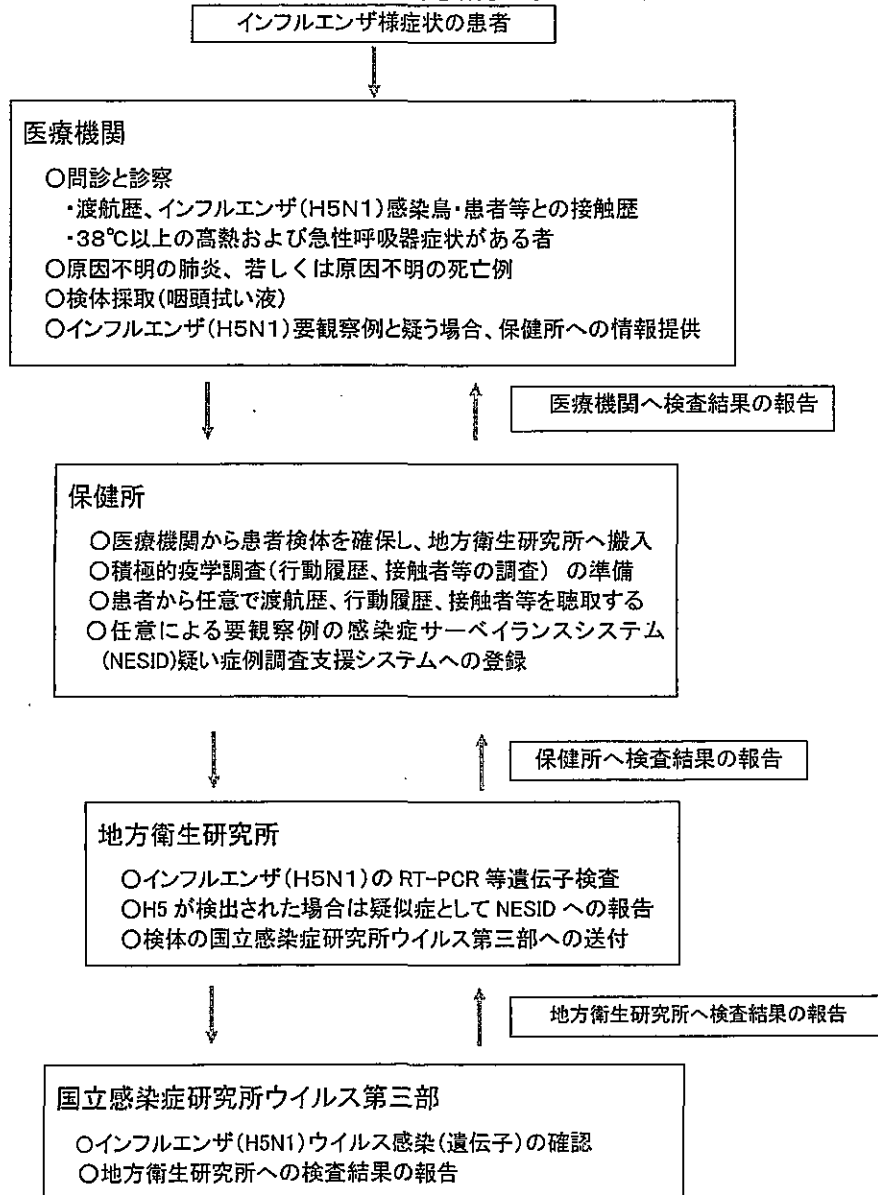 インフルエンザ様症状の患者
医療機関
○問診と診察
・渡航歴、インフルエンザ(H5N1)感染鳥・患者等との接触歴
・38℃以上の高熱および急性呼吸器症状がある者
○原因不明の肺炎、若しくは原因不明の死亡例
○検体採取(咽頭拭い液)
○インフルエンザ(H5N1)要観察例と疑う場合、保健所への情報提供
医療機関へ検査結果の報告
保健所
○医療機関から患者検体を確保し、地方衛生研究所へ搬入
○積極的疫学調査(行動履歴、接触者等の調査) の準備
○患者から任意で渡航歴、行動履歴、接触者等を聴取する
○任意による要観察例の感染症サーベイランスシステム
(NESID)疑い症例調査支援システムへの登録
保健所へ検査結果の報告
地方衛生研究所
○インフルエンザ(H5N1)の RT-PCR 等遺伝子検査
○H5 が検出された場合は疑似症として NESID への報告
○検体の国立感染症研究所ウイルス第三部への送付
地方衛生研究所へ検査結果の報告
国立感染症研究所ウイルス第三部
○インフルエンザ(H5N1)ウイルス感染(遺伝子)の確認
○地方衛生研究所への検査結果の報告